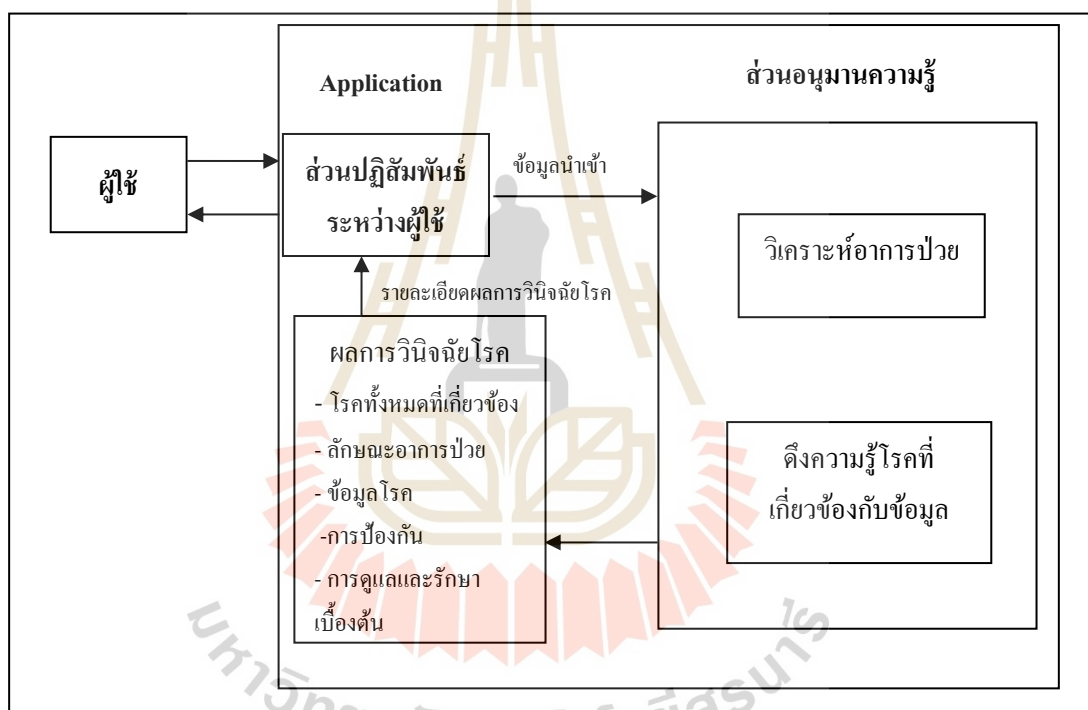 Application
ส่วนอนุมานความรู้
ผู้ใช้
ส่วนปฏิสัมพันธ์
ระหว่างผู้ใช้
ข้อมูลนำเข้า
วิเคราะห์อาการป่วย
รายละเอียดผลการวินิจฉัยโรค
ผลการวินิจฉัยโรค
- โรคทั้งหมดที่เกี่ยวข้อง
- ลักษณะอาการป่วย
- ข้อมูลโรค
-การป้องกัน
- การดูแลและรักษา
เบื้องต้น
ดึงความรู้โรคที่
เกี่ยวข้องกับข้อมูล